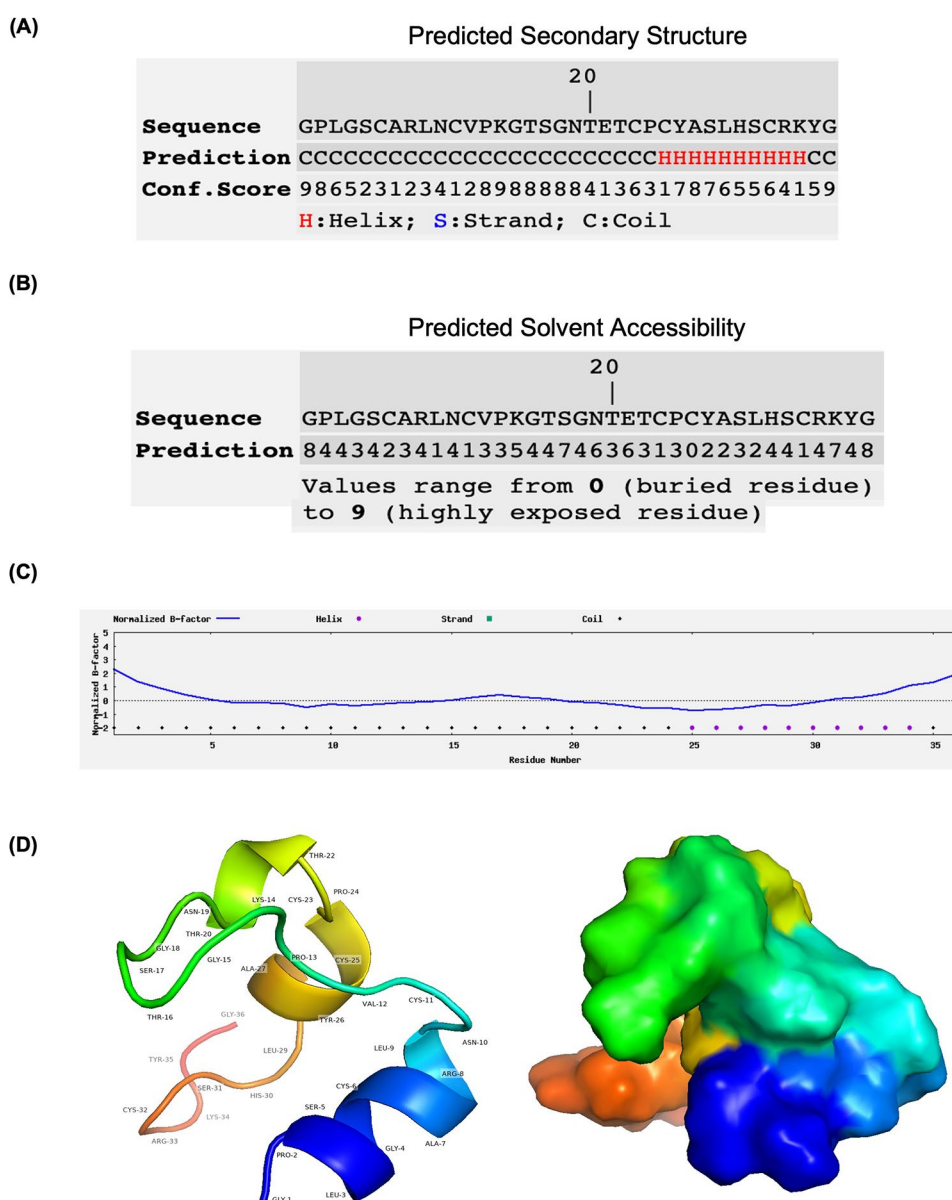 (A)
Predicted Secondary Structure
20
Sequence GPLGSCARLNCVPKGTSGNTETCPCYASLHSCRKYG
Prediction CCCCCCCCCCCCCCCCCCCCCCCCHHHHHHHHHHCC
Conf.Score 986523123412898888841363178765564159
H:Helix; S:Strand; C:Coil
(B)
Predicted Solvent Accessibility
20
Sequence GPLGSCARLNCVPKGTSGNTETCPCYASLHSCRKYG
Prediction 844342341413354474636313022324414748
Values range from 0 (buried residue)
to 9 (highly exposed residue)
(C)
Normalized B-factor Helix Strand Coil
Normalized B-factor
5
4
3
2
1
0
-1
-2
5 10 15 20 25 30 35
Residue Number
(D)
THR-22
PRO-24
LYS-14 CYS-23
ASN-19
THR-20
GLY-18
GLY-15
PRO-13
CYS-25
SER-17
ALA-27
CYS-11
VAL-12
THR-16
GLY-36
TYR-26
ASN-10
LEU-29
LEU-9
TYR-35
ARG-8
SER-31
CYS-6
HIS-30
SER-5
CYS-32
LYS-34
ARG-33
ALA-7
GLY-4
PRO-2
LEU-3
GLY-1